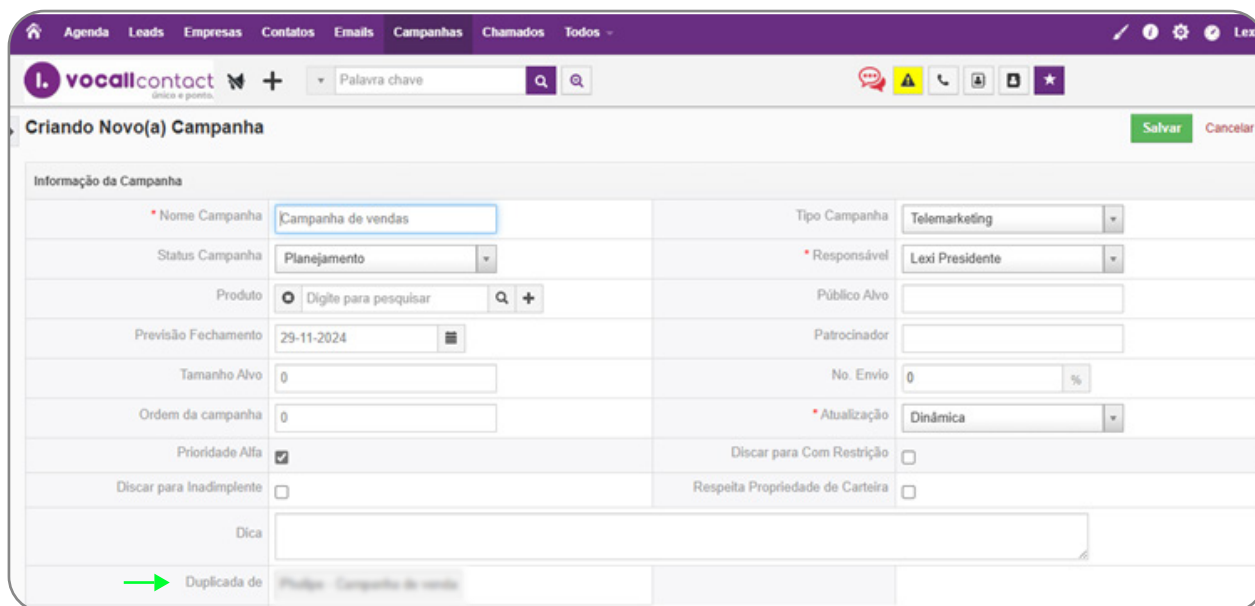 Agenda Leads Empresas Contatos Emails Campanhas Chamados Todos Lex
l. vocallcontact Palavra chave
único e ponto.
Criando Novo(a) Campanha Salvar Cancelar
Informação da Campanha
* Nome Campanha Campanha de vendas Tipo Campanha Telemarketing
Status Campanha Planejamento * Responsável Lexi Presidente
Produto Digite para pesquisar Público Alvo
Previsão Fechamento 29-11-2024 Patrocinador
Tamanho Alvo 0 No. Envio 0 %
Ordem da campanha 0 * Atualização Dinâmica
Prioridade Alfa Discar para Com Restrição
Discar para Inadimplente Respeita Propriedade de Carteira
Dica
Duplicada de